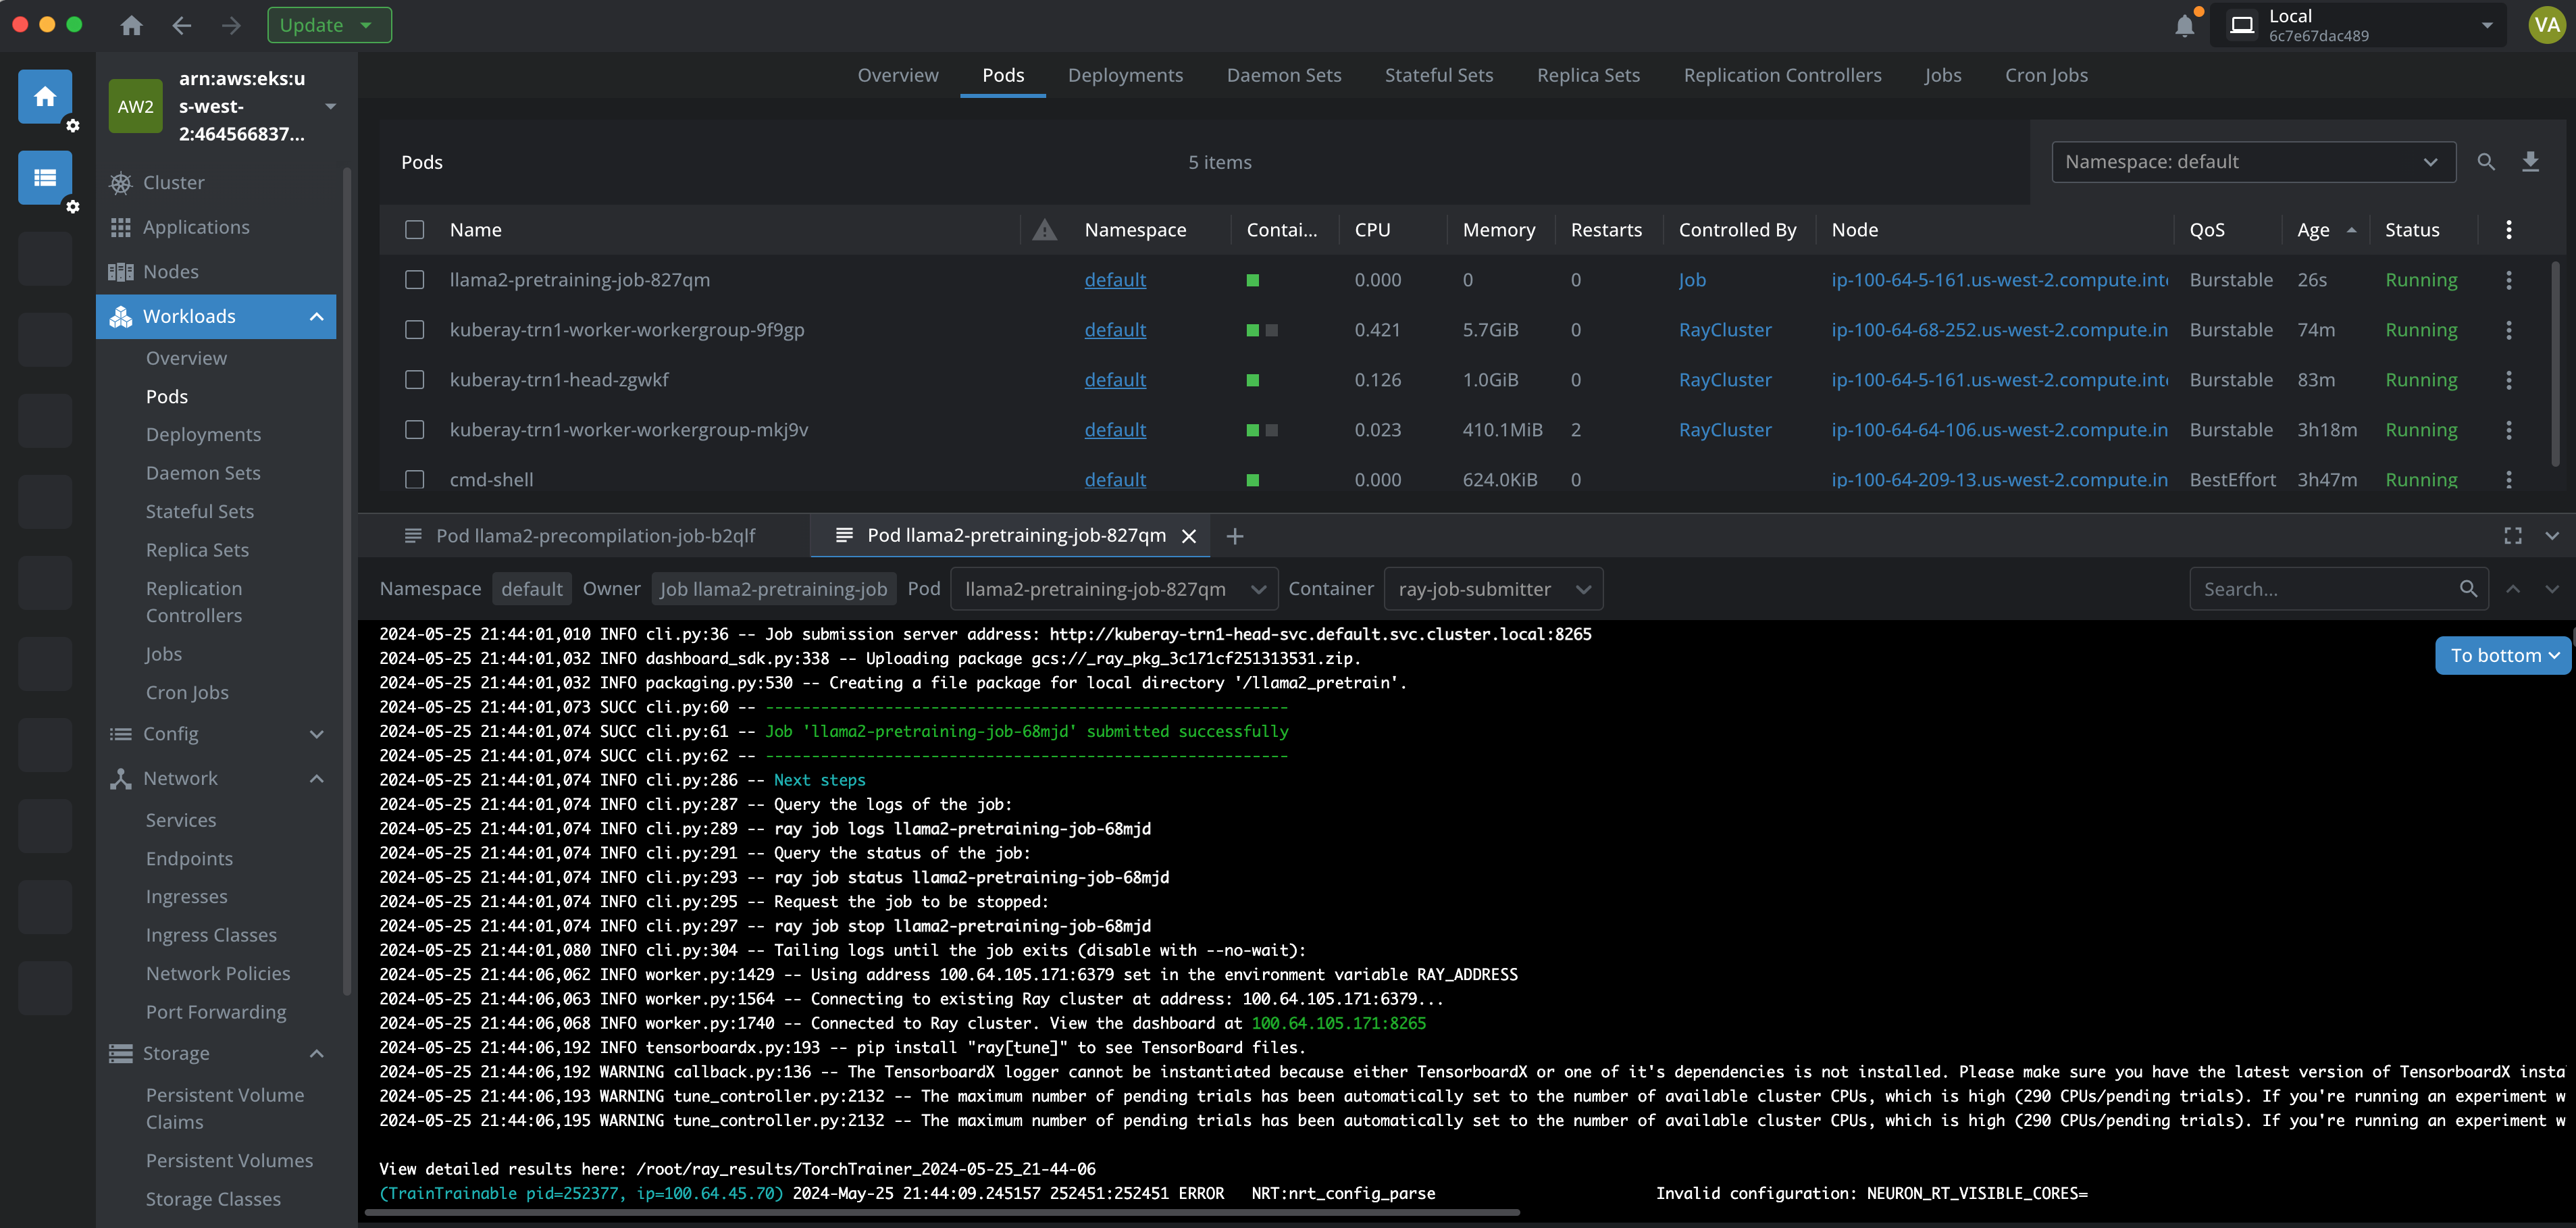 Update
Local
6c7e67dac489
VA
AW2
arn:aws:eks:u
s-west-
2:464566837...
Cluster
Applications
Nodes
Workloads
Overview
Pods
Deployments
Daemon Sets
Stateful Sets
Replica Sets
Replication
Controllers
Jobs
Cron Jobs
Config
Network
Services
Endpoints
Ingresses
Ingress Classes
Network Policies
Port Forwarding
Storage
Persistent Volume
Claims
Persistent Volumes
Storage Classes
Overview Pods Deployments Daemon Sets Stateful Sets Replica Sets Replication Controllers Jobs Cron Jobs
Pods 5 items Namespace: default
Name Namespace Contai... CPU Memory Restarts Controlled By Node QoS Age Status
llama2-pretraining-job-827qm default 0.000 0 0 Job ip-100-64-5-161.us-west-2.compute.int Burstable 26s Running
kuberay-trn1-worker-workergroup-9f9gp default 0.421 5.7GiB 0 RayCluster ip-100-64-68-252.us-west-2.compute.in Burstable 74m Running
kuberay-trn1-head-zgwkf default 0.126 1.0GiB 0 RayCluster ip-100-64-5-161.us-west-2.compute.int Burstable 83m Running
kuberay-trn1-worker-workergroup-mkj9v default 0.023 410.1MiB 2 RayCluster ip-100-64-64-106.us-west-2.compute.in Burstable 3h18m Running
cmd-shell default 0.000 624.0KiB 0 ip-100-64-209-13.us-west-2.compute.in BestEffort 3h47m Running
Pod llama2-precompilation-job-b2qlf Pod llama2-pretraining-job-827qm
Namespace default Owner Job llama2-pretraining-job Pod llama2-pretraining-job-827qm Container ray-job-submitter Search...
To bottom
2024-05-25 21:44:01,010 INFO cli.py:36 -- Job submission server address: http://kuberay-trn1-head-svc.default.svc.cluster.local:8265
2024-05-25 21:44:01,032 INFO dashboard_sdk.py:338 -- Uploading package gcs://_ray_pkg_3c171cf251313531.zip.
2024-05-25 21:44:01,032 INFO packaging.py:530 -- Creating a file package for local directory '/llama2_pretrain'.
2024-05-25 21:44:01,073 SUCC cli.py:60 -- ---------------------------------------------------------
2024-05-25 21:44:01,074 SUCC cli.py:61 -- Job 'llama2-pretraining-job-68mjd' submitted successfully
2024-05-25 21:44:01,074 SUCC cli.py:62 -- ---------------------------------------------------------
2024-05-25 21:44:01,074 INFO cli.py:286 -- Next steps
2024-05-25 21:44:01,074 INFO cli.py:287 -- Query the logs of the job:
2024-05-25 21:44:01,074 INFO cli.py:289 -- ray job logs llama2-pretraining-job-68mjd
2024-05-25 21:44:01,074 INFO cli.py:291 -- Query the status of the job:
2024-05-25 21:44:01,074 INFO cli.py:293 -- ray job status llama2-pretraining-job-68mjd
2024-05-25 21:44:01,074 INFO cli.py:295 -- Request the job to be stopped:
2024-05-25 21:44:01,074 INFO cli.py:297 -- ray job stop llama2-pretraining-job-68mjd
2024-05-25 21:44:01,080 INFO cli.py:304 -- Tailing logs until the job exits (disable with --no-wait):
2024-05-25 21:44:06,062 INFO worker.py:1429 -- Using address 100.64.105.171:6379 set in the environment variable RAY_ADDRESS
2024-05-25 21:44:06,063 INFO worker.py:1564 -- Connecting to existing Ray cluster at address: 100.64.105.171:6379...
2024-05-25 21:44:06,068 INFO worker.py:1740 -- Connected to Ray cluster. View the dashboard at 100.64.105.171:8265
2024-05-25 21:44:06,192 INFO tensorboardx.py:193 -- pip install "ray[tune]" to see TensorBoard files.
2024-05-25 21:44:06,192 WARNING callback.py:136 -- The TensorboardX logger cannot be instantiated because either TensorboardX or one of it's dependencies is not installed. Please make sure you have the latest version of TensorboardX insta
2024-05-25 21:44:06,193 WARNING tune_controller.py:2132 -- The maximum number of pending trials has been automatically set to the number of available cluster CPUs, which is high (290 CPUs/pending trials). If you're running an experiment w
2024-05-25 21:44:06,195 WARNING tune_controller.py:2132 -- The maximum number of pending trials has been automatically set to the number of available cluster CPUs, which is high (290 CPUs/pending trials). If you're running an experiment w
View detailed results here: /root/ray_results/TorchTrainer_2024-05-25_21-44-06
(TrainTrainable pid=252377, ip=100.64.45.70) 2024-May-25 21:44:09.245157 252451:252451 ERROR NRT:nrt_config_parse Invalid configuration: NEURON_RT_VISIBLE_CORES=